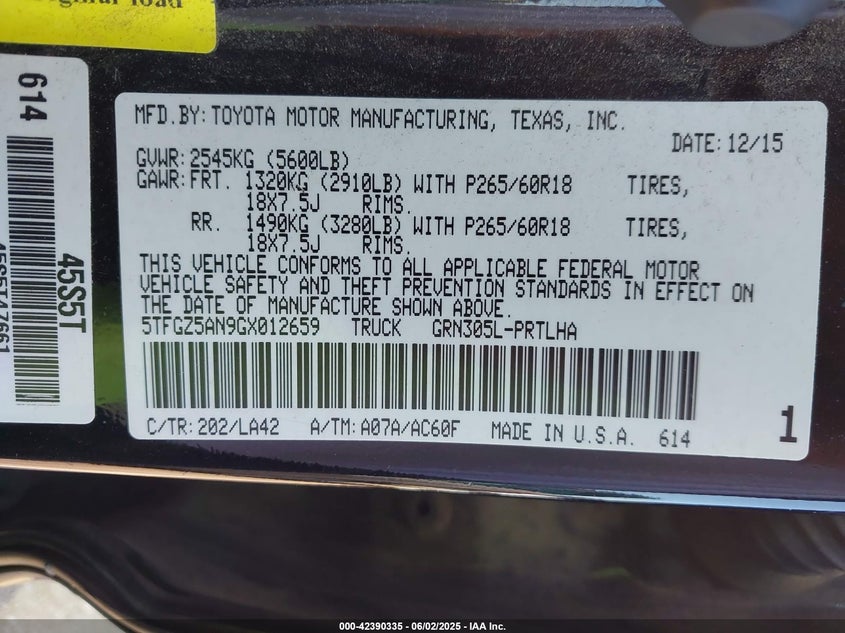 load
614
45S5T
MFD.BY: TOYOTA MOTOR MANUFACTURING, TEXAS, INC.
DATE: 12/15
GVWR: 2545KG (5600LB)
GAWR: FRT. 1320KG (2910LB) WITH P265/60R18 TIRES,
18X7.5J RIMS.
RR. 1490KG (3280LB) WITH P265/60R18 TIRES,
18X7.5J RIMS.
THIS VEHICLE CONFORMS TO ALL APPLICABLE FEDERAL MOTOR
VEHICLE SAFETY AND THEFT PREVENTION STANDARDS IN EFFECT ON
THE DATE OF MANUFACTURE SHOWN ABOVE.
5TFGZ5AN9GX012659 TRUCK GRN305L-PRTLHA
C/TR: 202/LA42 A/TM: A07A/AC60F MADE IN U.S.A. 614
1
000-42390335 - 06/02/2025 - IAA Inc.